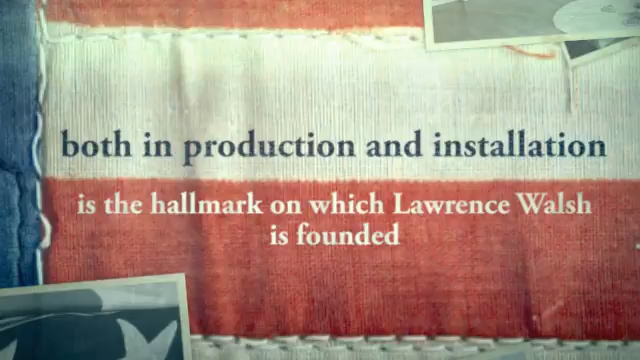 both in production and installation
is the hallmark on which Lawrence Walsh
is founded